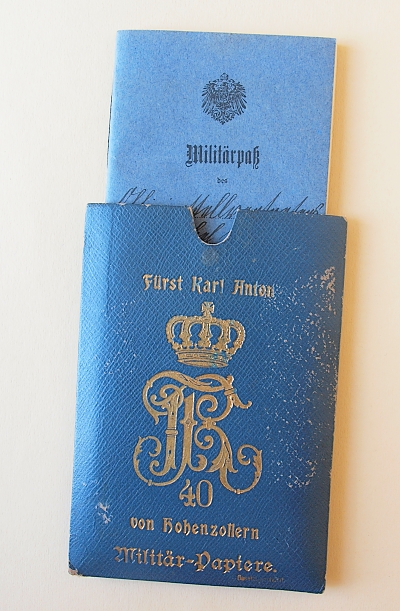 Militärpaß
des
Fürst Karl Anton
40
von Hohenzollern
Militär-Papiere.